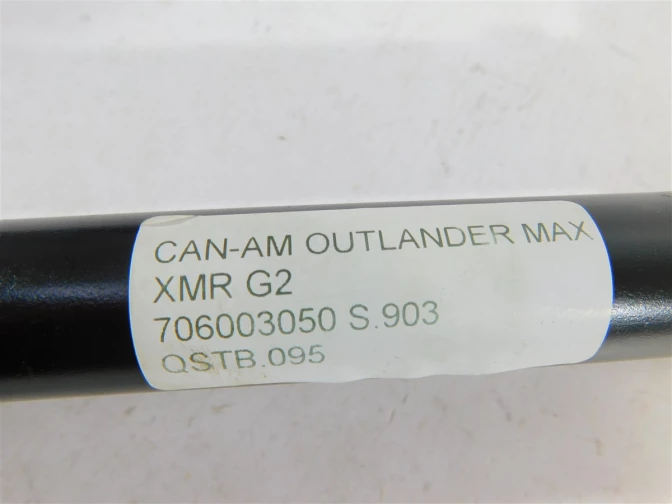 CAN-AM OUTLANDER MAX
XMR G2
706003050 S.903
QSTB.095